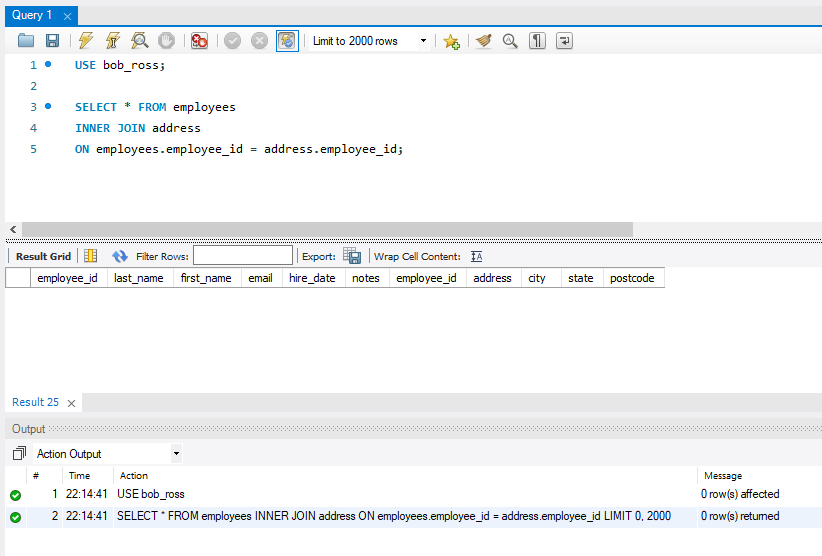 Query 1
Limit to 2000 rows
1 USE bob_ross;
2
3 SELECT * FROM employees
4 INNER JOIN address
5 ON employees.employee_id = address.employee_id;
Result Grid Filter Rows: Export: Wrap Cell Content:
employee_id last_name first_name email hire_date notes employee_id address city state postcode
Result 25
Output
Action Output
# Time Action Message
1 22:14:41 USE bob_ross 0 row(s) affected
2 22:14:41 SELECT * FROM employees INNER JOIN address ON employees.employee_id = address.employee_id LIMIT 0, 2000 0 row(s) returned